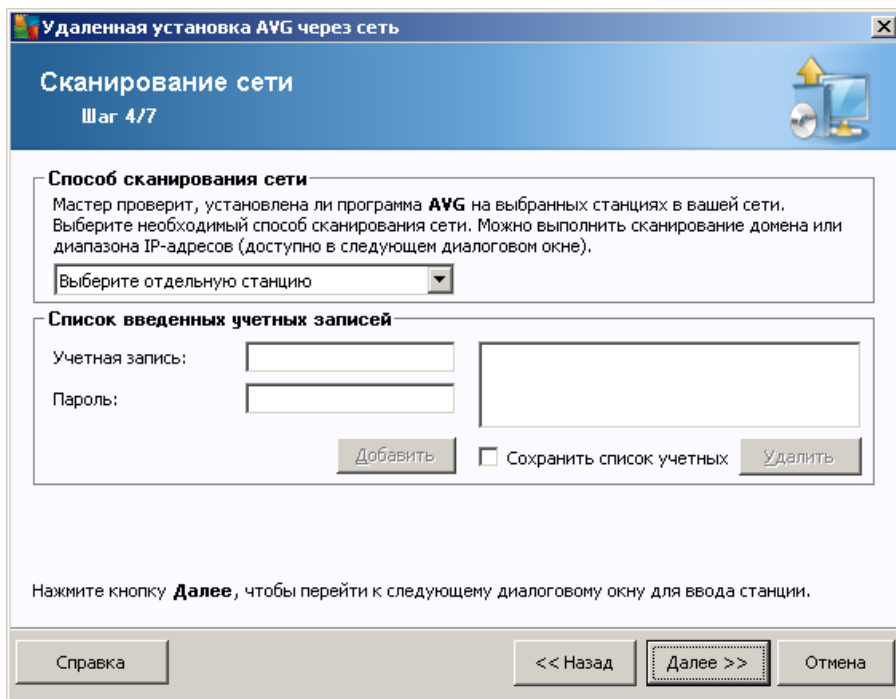 Удаленная установка AVG через сеть
Сканирование сети
Шаг 4/7
Способ сканирования сети
Мастер проверит, установлена ли программа AVG на выбранных станциях в вашей сети.
Выберите необходимый способ сканирования сети. Можно выполнить сканирование домена или
диапазона IP-адресов (доступно в следующем диалоговом окне).
Выберите отдельную станцию
Список введенных учетных записей
Учетная запись:
Пароль:
Добавить
Сохранить список учетных
Удалить
Нажмите кнопку Далее, чтобы перейти к следующему диалоговому окну для ввода станции.
Справка
<< Назад
Далее >>
Отмена